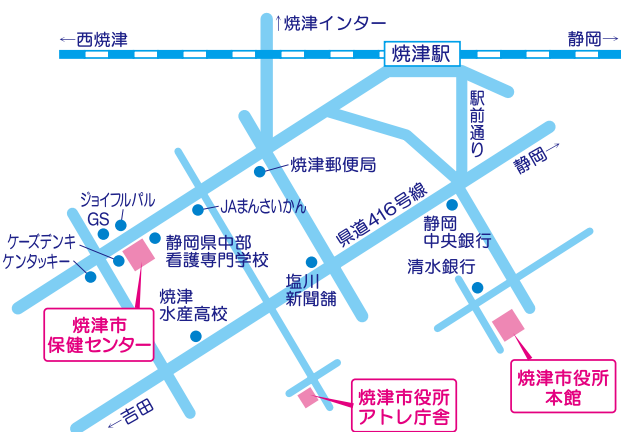 ↑焼津インター
←西焼津
焼津駅
静岡→
駅前通り
静岡→
焼津郵便局
ジョイフルパル
JAまんさいかん
GS
県道416号線
ケーズデンキ
ケンタッキー
静岡県中部
看護専門学校
静岡
中央銀行
清水銀行
塩川
新聞舗
焼津
水産高校
焼津市
保健センター
焼津市役所
本館
焼津市役所
アトレ庁舎
←吉田